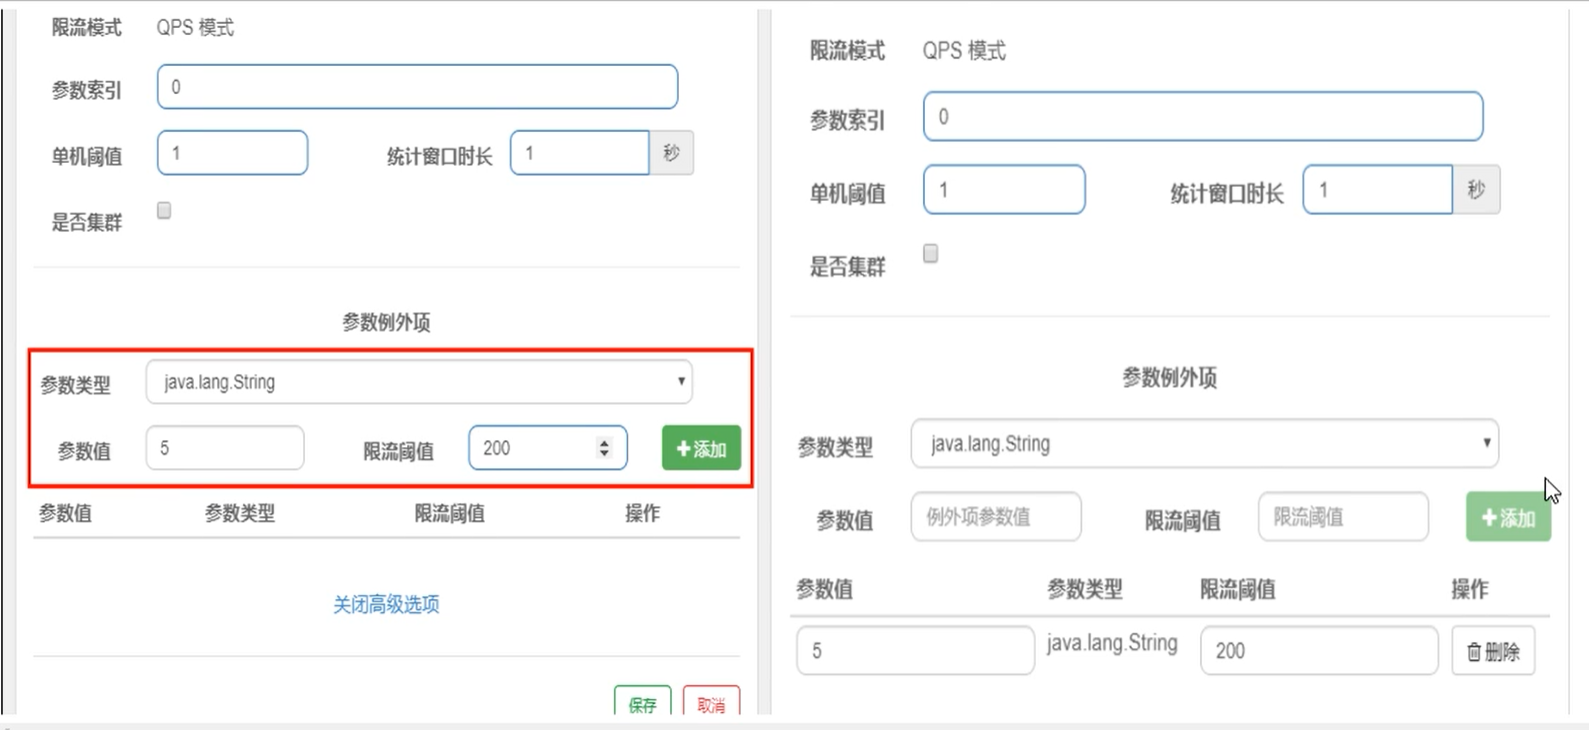 限流模式 QPS 模式
参数索引 0
单机阈值 1 统计窗口时长 1 秒
是否集群
参数例外项
参数类型 java.lang.String
参数值 5 限流阈值 200 添加
参数值 参数类型 限流阈值 操作
关闭高级选项
保存 取消
限流模式 QPS 模式
参数索引 0
单机阈值 1 统计窗口时长 1 秒
是否集群
参数例外项
参数类型 java.lang.String
参数值 例外项参数值 限流阈值 限流阈值 添加
参数值 参数类型 限流阈值 操作
5 java.lang.String 200 删除